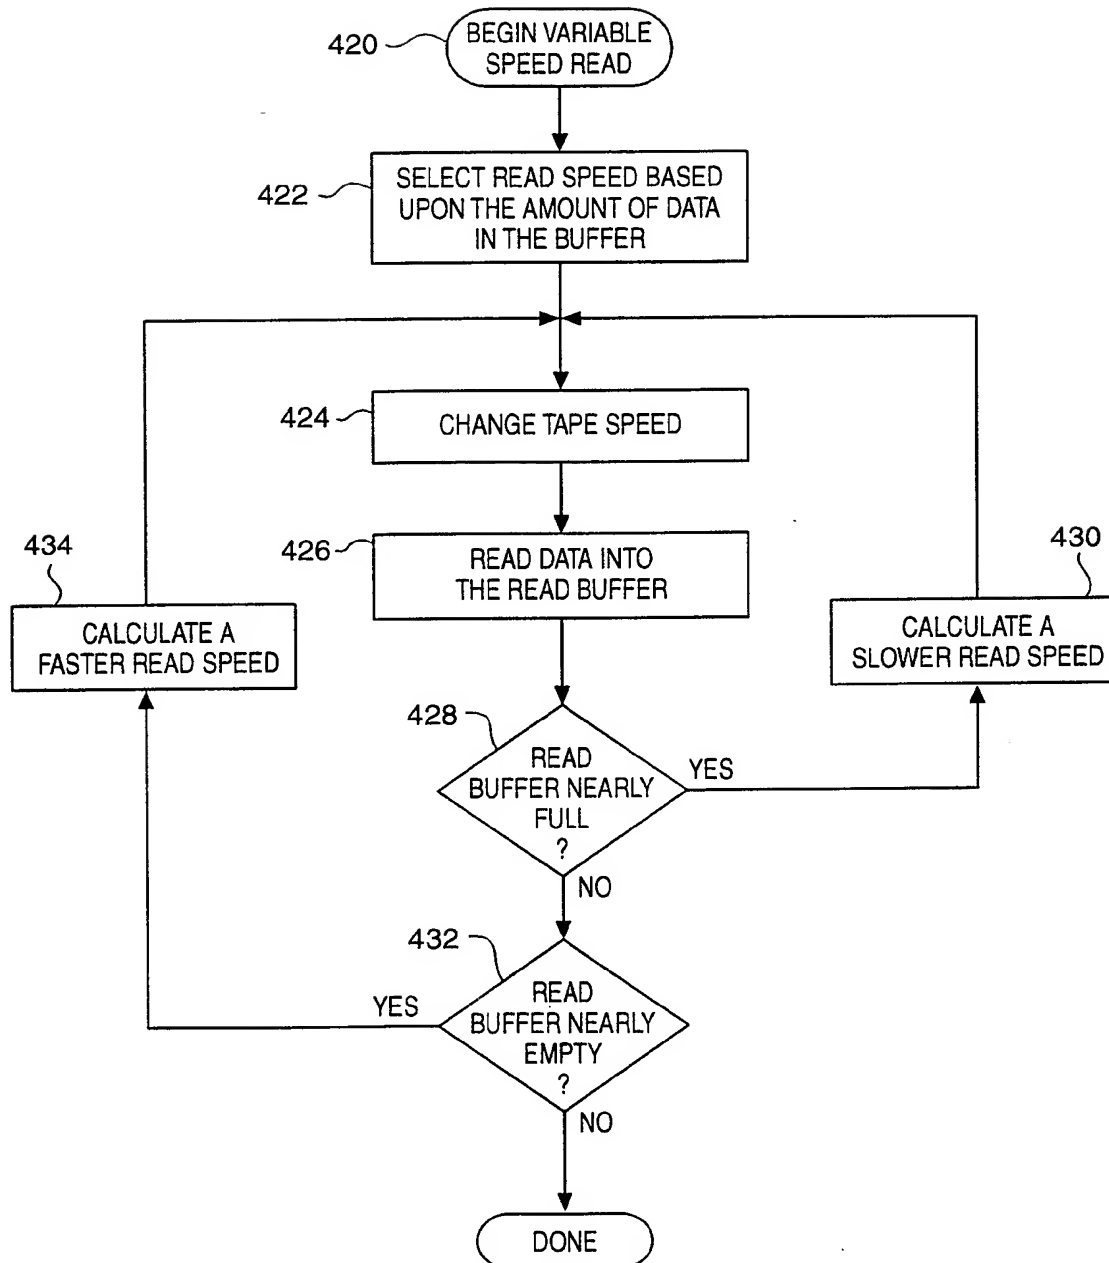 420
BEGIN VARIABLE
SPEED READ
422
SELECT READ SPEED BASED
UPON THE AMOUNT OF DATA
IN THE BUFFER
424
CHANGE TAPE SPEED
426
READ DATA INTO
THE READ BUFFER
434
CALCULATE A
FASTER READ SPEED
430
CALCULATE A
SLOWER READ SPEED
428
READ
BUFFER NEARLY
FULL
?
YES
NO
432
READ
BUFFER NEARLY
EMPTY
?
YES
NO
DONE